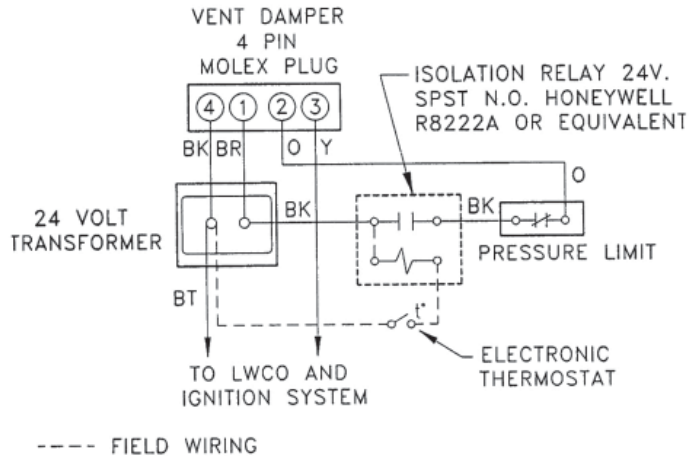 VENT DAMPER
4 PIN
MOLEX PLUG
ISOLATION RELAY 24V.
SPST N.O. HONEYWELL
R8222A OR EQUIVALENT
4 1 2 3
BK BR O Y
O
24 VOLT
TRANSFORMER
BK
BK
PRESSURE LIMIT
BT
t°
TO LWCO AND
IGNITION SYSTEM
ELECTRONIC
THERMOSTAT
---- FIELD WIRING